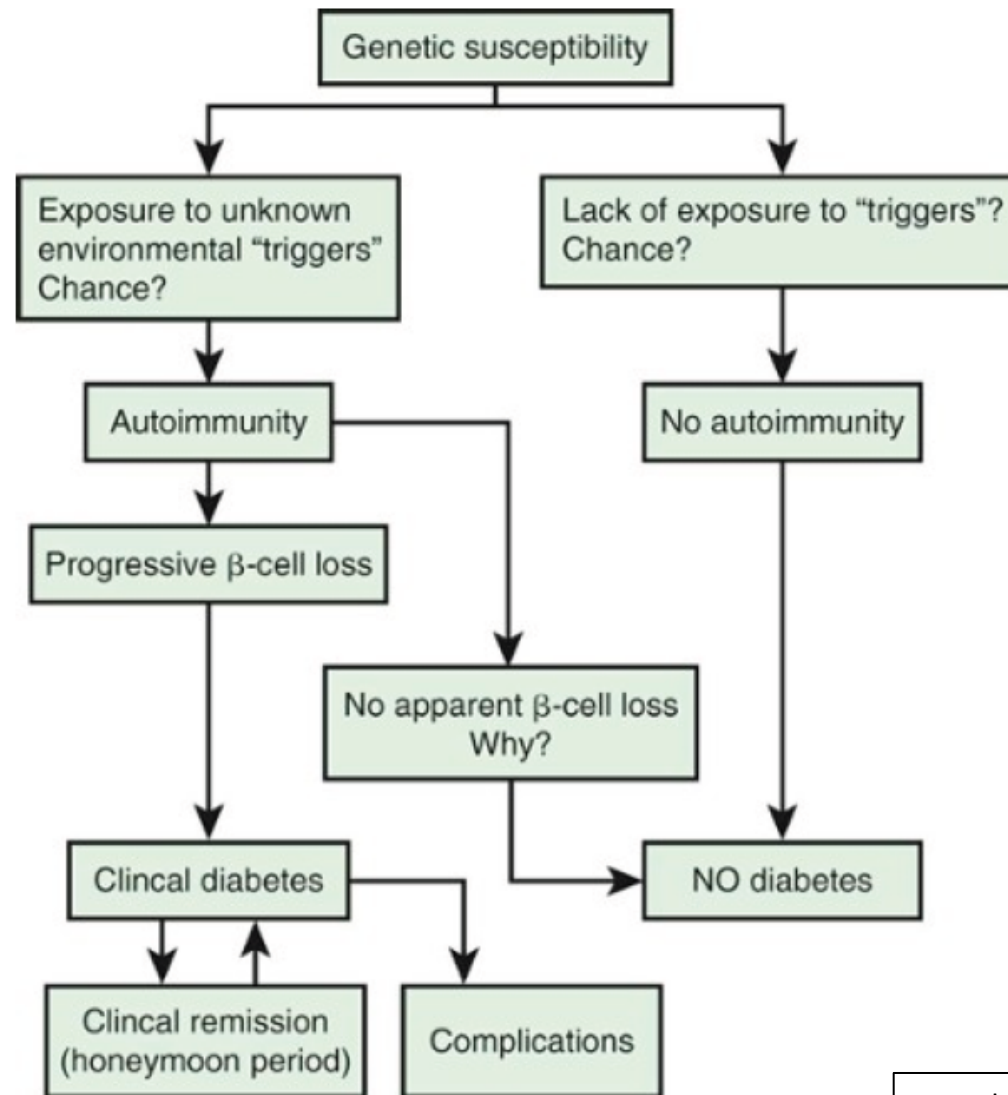 Genetic susceptibility
Exposure to unknown
environmental “triggers”
Chance?
Lack of exposure to “triggers”?
Chance?
Autoimmunity
No autoimmunity
Progressive β-cell loss
No apparent β-cell loss
Why?
Clincal diabetes
NO diabetes
Clincal remission
(honeymoon period)
Complications